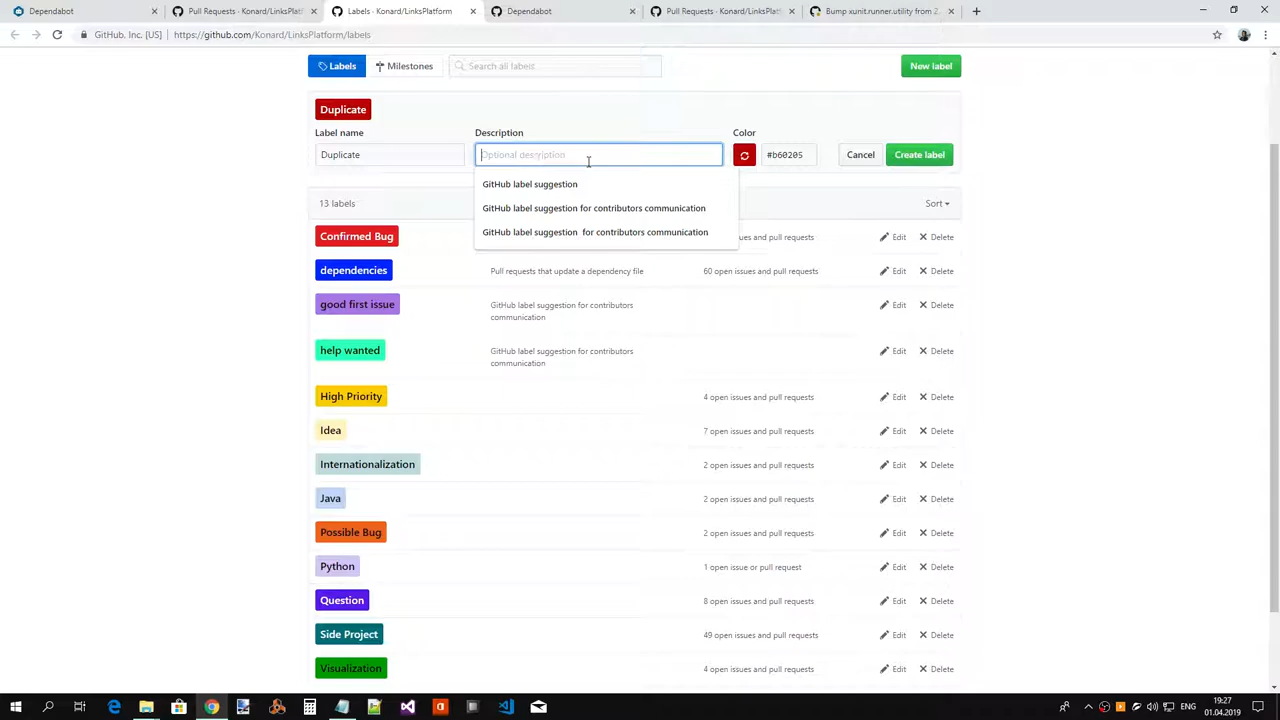 Dependabot
Pull Requests · Konard/LinksPla
Labels · Konard/LinksPlatform
Dependabot
Pull Requests · Konard/LinksPla
Bump xunit.runner.utility from 2.
GitHub, Inc. [US] | https://github.com/Konard/LinksPlatform/labels
Labels
Milestones
Search all labels
New label
Duplicate
Label name
Description
Color
Duplicate
Optional description
#b60205
Cancel
Create label
GitHub label suggestion
GitHub label suggestion for contributors communication
GitHub label suggestion for contributors communication
13 labels
Sort
Confirmed Bug
ues and pull requests
Edit
Delete
dependencies
Pull requests that update a dependency file
60 open issues and pull requests
Edit
Delete
good first issue
GitHub label suggestion for contributors
communication
Edit
Delete
help wanted
GitHub label suggestion for contributors
communication
Edit
Delete
High Priority
4 open issues and pull requests
Edit
Delete
Idea
7 open issues and pull requests
Edit
Delete
Internationalization
2 open issues and pull requests
Edit
Delete
Java
2 open issues and pull requests
Edit
Delete
Possible Bug
2 open issues and pull requests
Edit
Delete
Python
1 open issue or pull request
Edit
Delete
Question
8 open issues and pull requests
Edit
Delete
Side Project
49 open issues and pull requests
Edit
Delete
Visualization
4 open issues and pull requests
Edit
Delete
19:27
01.04.2019